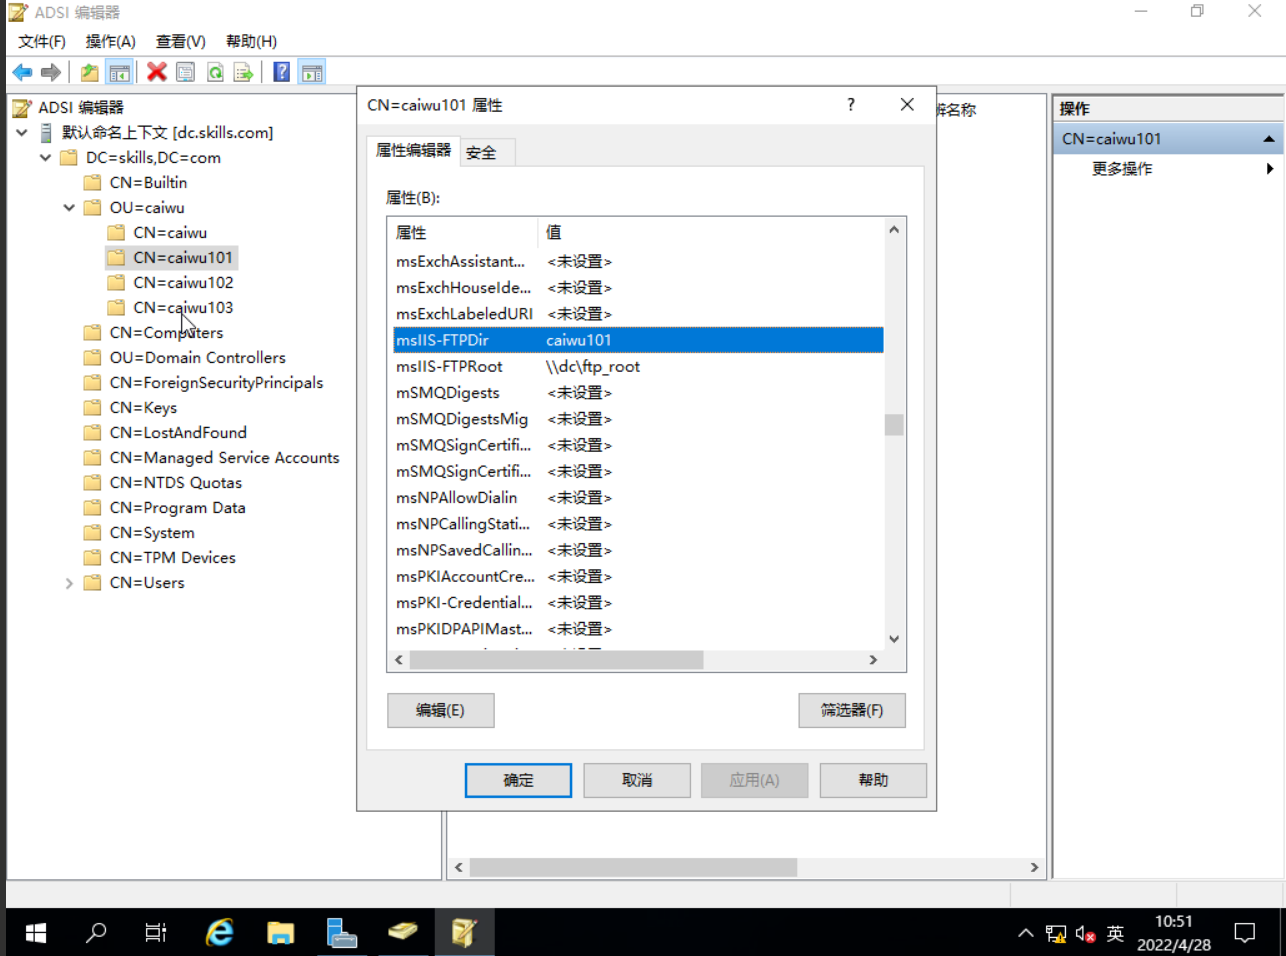 ADSI 编辑器
文件(F) 操作(A) 查看(V) 帮助(H)
ADSI 编辑器
默认命名上下文 [dc.skills.com]
DC=skills,DC=com
CN=Builtin
OU=caiwu
CN=caiwu
CN=caiwu101
CN=caiwu102
CN=caiwu103
CN=Computers
OU=Domain Controllers
CN=ForeignSecurityPrincipals
CN=Keys
CN=LostAndFound
CN=Managed Service Accounts
CN=NTDS Quotas
CN=Program Data
CN=System
CN=TPM Devices
CN=Users
CN=caiwu101 属性
?
属性编辑器 安全
属性(B):
属性 值
msExchAssistant... <未设置>
msExchHouseIde... <未设置>
msExchLabeledURI <未设置>
msIIS-FTPDir caiwu101
msIIS-FTPRoot \\dc\ftp_root
mSMQDigests <未设置>
mSMQDigestsMig <未设置>
mSMQSignCertifi... <未设置>
mSMQSignCertifi... <未设置>
msNPAllowDialin <未设置>
msNPCallingStati... <未设置>
msNPSavedCallin... <未设置>
msPKIAccountCre... <未设置>
msPKI-Credential... <未设置>
msPKIDPAPIMast... <未设置>
编辑(E) 筛选器(F)
确定 取消 应用(A) 帮助
名称
操作
CN=caiwu101
更多操作
英
10:51
2022/4/28